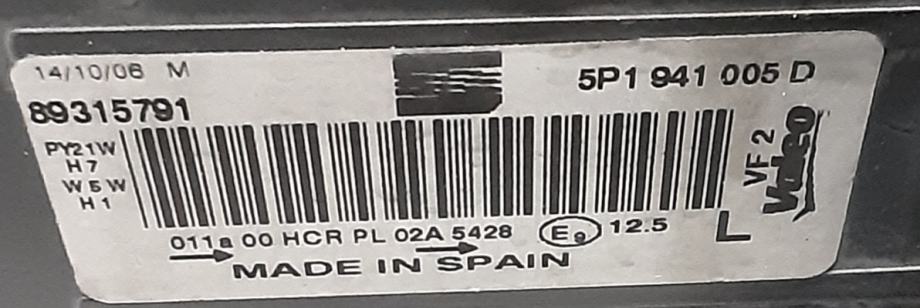 14/10/06 M
5P1 941 005 D
89315791
PY21W
H7
W5W
H1
VF 2
Valeo
011a 00 HCR PL 02A 5428 E9 12.5
L
MADE IN SPAIN